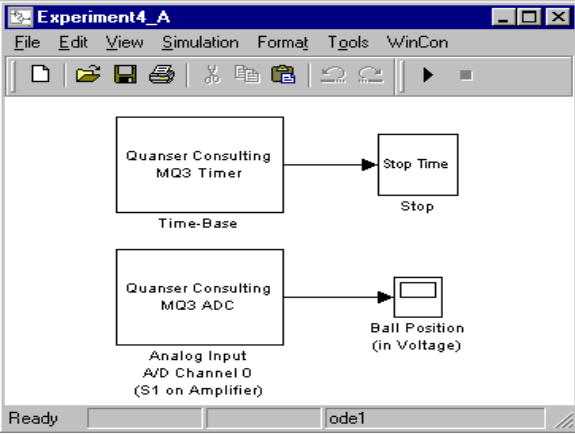 Experiment4_A
File Edit View Simulation Format Tools WinCon
Quanser Consulting
MQ3 Timer
Stop Time
Time-Base
Stop
Quanser Consulting
MQ3 ADC
Ball Position
(in Voltage)
Analog Input
A/D Channel 0
(S1 on Amplifier)
Ready
ode1